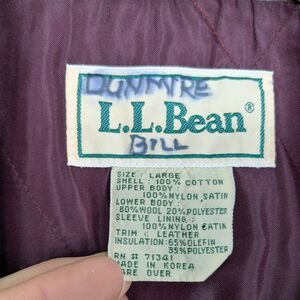 DUNMIRE
L.L.Bean®
BILL
SIZE: LARGE
SHELL: 100% COTTON
UPPER BODY:
100% NYLON SATIN
LOWER BODY:
80% WOOL 20% POLYESTER
SLEEVE LINING:
100% NYLON SATIN
TRIM: LEATHER
INSULATION: 65% OLEFIN
35% POLYESTER
RN # 71341
MADE IN KOREA
CARE OVER